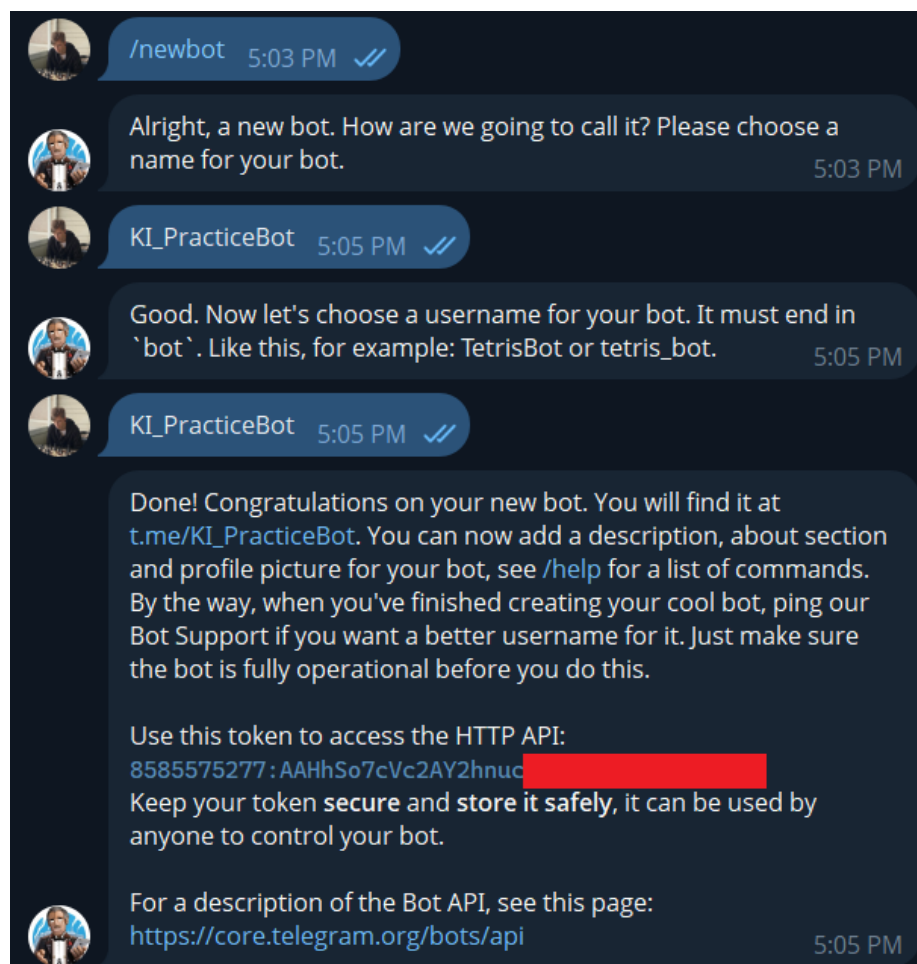 /newbot 5:03 PM
Alright, a new bot. How are we going to call it? Please choose a
name for your bot.
5:03 PM
KI_PracticeBot 5:05 PM
Good. Now let's choose a username for your bot. It must end in
`bot`. Like this, for example: TetrisBot or tetris_bot.
5:05 PM
KI_PracticeBot 5:05 PM
Done! Congratulations on your new bot. You will find it at
t.me/KI_PracticeBot. You can now add a description, about section
and profile picture for your bot, see /help for a list of commands.
By the way, when you've finished creating your cool bot, ping our
Bot Support if you want a better username for it. Just make sure
the bot is fully operational before you do this.
Use this token to access the HTTP API:
8585575277:AAHhSo7cVc2AY2hnuc
Keep your token secure and store it safely, it can be used by
anyone to control your bot.
For a description of the Bot API, see this page:
https://core.telegram.org/bots/api
5:05 PM